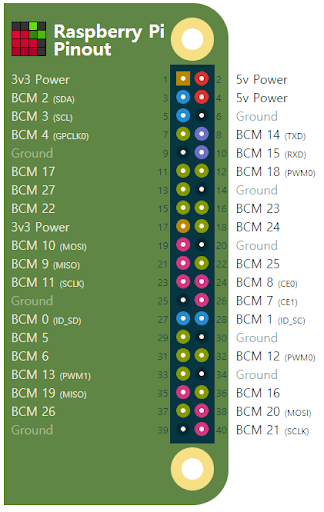 Raspberry Pi
Pinout
3v3 Power 1 2 5v Power
BCM 2 (SDA) 3 4 5v Power
BCM 3 (SCL) 5 6 Ground
BCM 4 (GPCLK0) 7 8 BCM 14 (TXD)
Ground 9 10 BCM 15 (RXD)
BCM 17 11 12 BCM 18 (PWM0)
BCM 27 13 14 Ground
BCM 22 15 16 BCM 23
3v3 Power 17 18 BCM 24
BCM 10 (MOSI) 19 20 Ground
BCM 9 (MISO) 21 22 BCM 25
BCM 11 (SCLK) 23 24 BCM 8 (CE0)
Ground 25 26 BCM 7 (CE1)
BCM 0 (ID_SD) 27 28 BCM 1 (ID_SC)
BCM 5 29 30 Ground
BCM 6 31 32 BCM 12 (PWM0)
BCM 13 (PWM1) 33 34 Ground
BCM 19 (MISO) 35 36 BCM 16
BCM 26 37 38 BCM 20 (MOSI)
Ground 39 40 BCM 21 (SCLK)